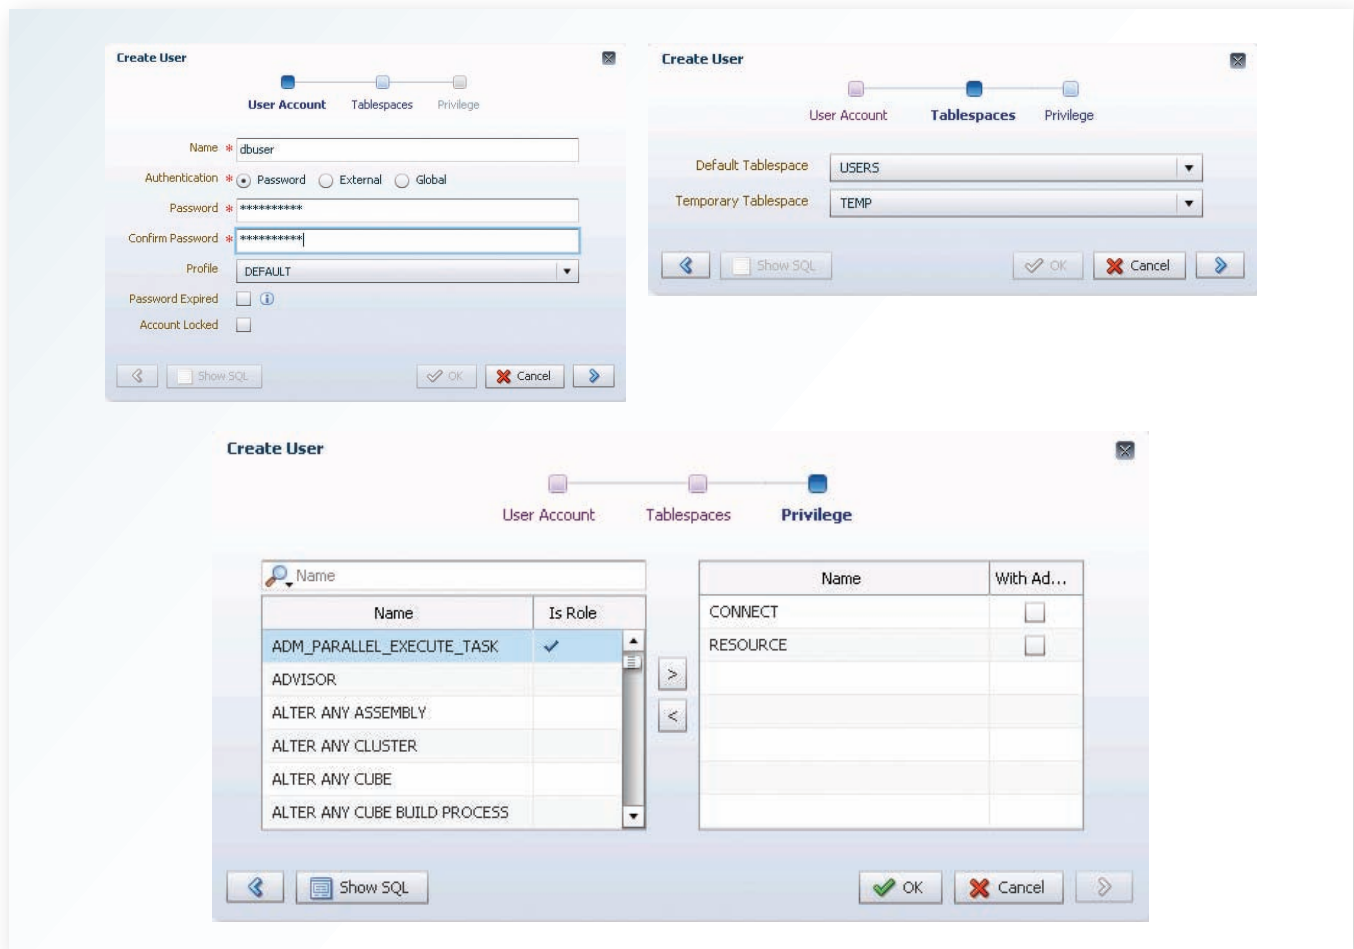 Create User
User Account Tablespaces Privilege
Name * dbuser
Authentication * Password External Global
Password * **********
Confirm Password * **********
Profile DEFAULT
Password Expired
Account Locked
Show SQL OK Cancel
Create User
User Account Tablespaces Privilege
Default Tablespace USERS
Temporary Tablespace TEMP
Show SQL OK Cancel
Create User
User Account Tablespaces Privilege
Name
Name Is Role
ADM_PARALLEL_EXECUTE_TASK
ADVISOR
ALTER ANY ASSEMBLY
ALTER ANY CLUSTER
ALTER ANY CUBE
ALTER ANY CUBE BUILD PROCESS
>
<
Name With Ad...
CONNECT
RESOURCE
Show SQL OK Cancel